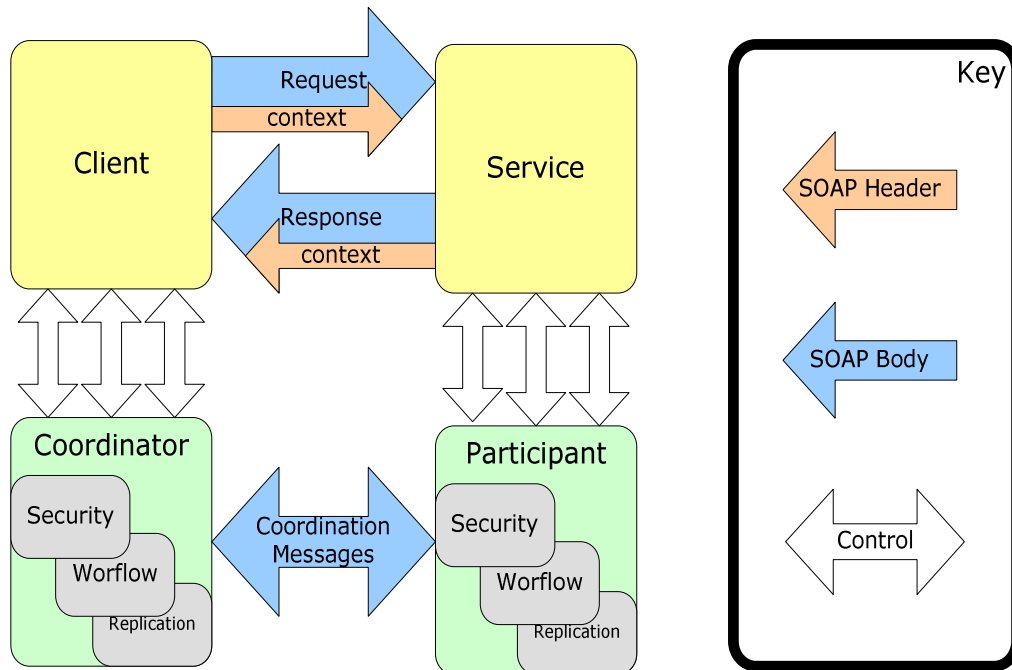 Client
Request
context
Response
context
Service
Coordinator
Security
Worflow
Replication
Coordination
Messages
Participant
Security
Worflow
Replication
Key
SOAP Header
SOAP Body
Control